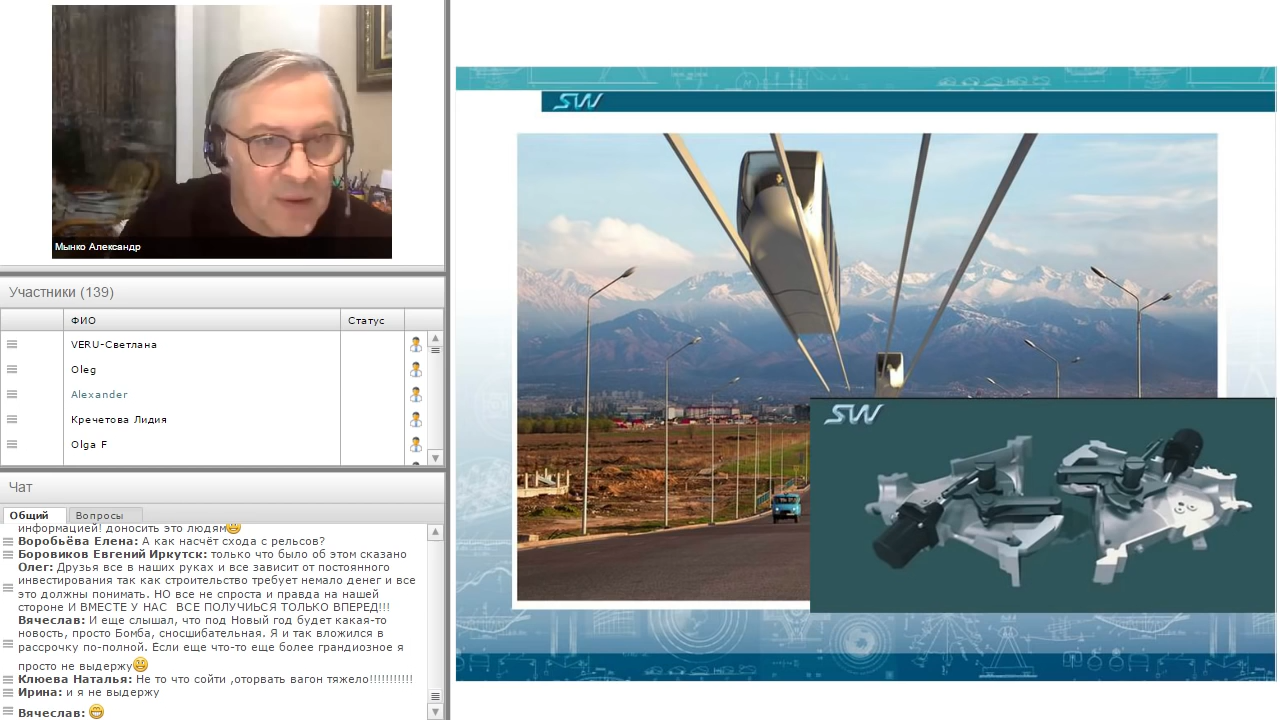 Мынко Александр
Участники (139)
ФИО Статус
VERU-Светлана
Oleg
Alexander
Кречетова Лидия
Olga F
Чат
Общий Вопросы
информацией! доносить это людям
Воробьёва Елена: А как насчёт схода с рельсов?
Боровиков Евгений Иркутск: только что было об этом сказано
Олег: Друзья все в наших руках и все зависит от постоянного
инвестирования так как строительство требует немало денег и все
это должны понимать. НО все не спроста и правда на нашей
стороне И ВМЕСТЕ У НАС ВСЕ ПОЛУЧИЬСЯ ТОЛЬКО ВПЕРЕД!!!
Вячеслав: И еще слышал, что под Новый год будет какая-то
новость, просто Бомба, сносшибательная. Я и так вложился в
рассрочку по-полной. Если еще что-то еще более грандиозное я
просто не выдержу
Клюева Наталья: Не то что сойти ,оторвать вагон тяжело!!!!!!!!!!!
Ирина: и я не выдержу
Вячеслав:
SW
SW